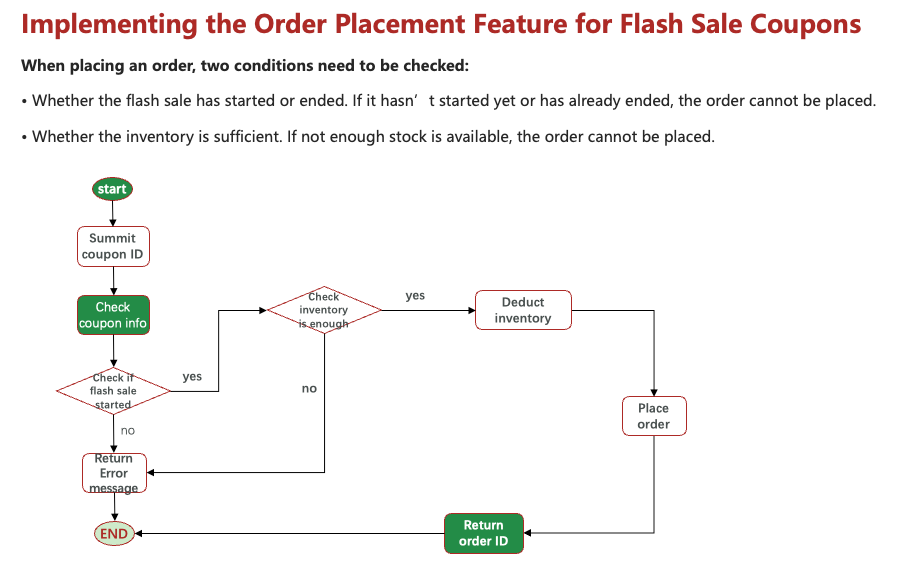 Implementing the Order Placement Feature for Flash Sale Coupons
When placing an order, two conditions need to be checked:
• Whether the flash sale has started or ended. If it hasn’ t started yet or has already ended, the order cannot be placed.
• Whether the inventory is sufficient. If not enough stock is available, the order cannot be placed.
start
Summit
coupon ID
Check
coupon info
Check if
flash sale
started
yes
no
Return
Error
message
END
Check
inventory
is enough
yes
no
Deduct
inventory
Place
order
Return
order ID